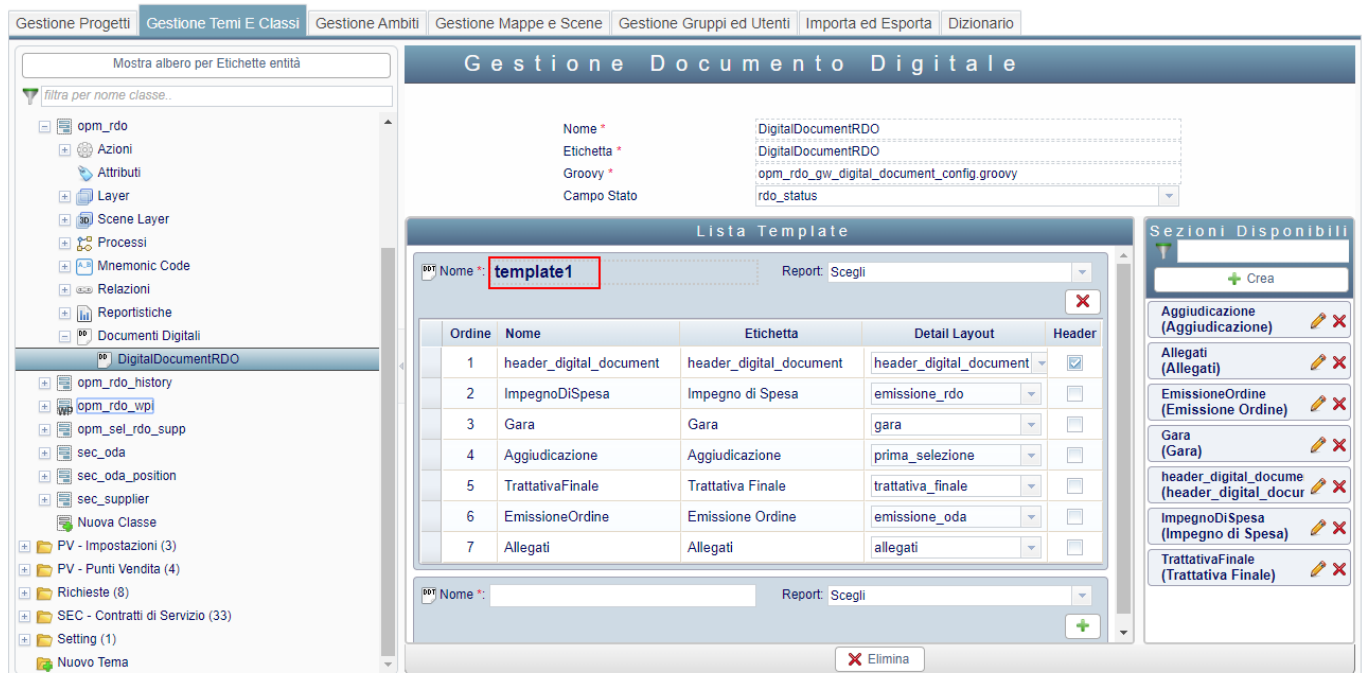 Gestione Progetti Gestione Temi E Classi Gestione Ambiti Gestione Mappe e Scene Gestione Gruppi ed Utenti Importa ed Esporta Dizionario
Mostra albero per Etichette entità
filtra per nome classe..
opm_rdo
Azioni
Attributi
Layer
3D Scene Layer
Processi
Mnemonic Code
Relazioni
Reportistiche
Documenti Digitali
DigitalDocumentRDO
opm_rdo_history
opm_rdo_wpi
opm_sel_rdo_supp
sec_oda
sec_oda_position
sec_supplier
Nuova Classe
PV - Impostazioni (3)
PV - Punti Vendita (4)
Richieste (8)
SEC - Contratti di Servizio (33)
Setting (1)
Nuovo Tema
Gestione Documento Digitale
Nome * DigitalDocumentRDO
Etichetta * DigitalDocumentRDO
Groovy * opm_rdo_gw_digital_document_config.groovy
Campo Stato rdo_status
Lista Template
DDT Nome *: template1 Report: Scegli
Ordine Nome Etichetta Detail Layout Header
1 header_digital_document header_digital_document header_digital_document
2 ImpegnoDiSpesa Impegno di Spesa emissione_rdo
3 Gara Gara gara
4 Aggiudicazione Aggiudicazione prima_selezione
5 TrattativaFinale Trattativa Finale trattativa_finale
6 EmissioneOrdine Emissione Ordine emissione_oda
7 Allegati Allegati allegati
DDT Nome *: Report: Scegli
Elimina
Sezioni Disponibili
Crea
Aggiudicazione
(Aggiudicazione)
Allegati
(Allegati)
EmissioneOrdine
(Emissione Ordine)
Gara
(Gara)
header_digital_docume
(header_digital_docur
ImpegnoDiSpesa
(Impegno di Spesa)
TrattativaFinale
(Trattativa Finale)